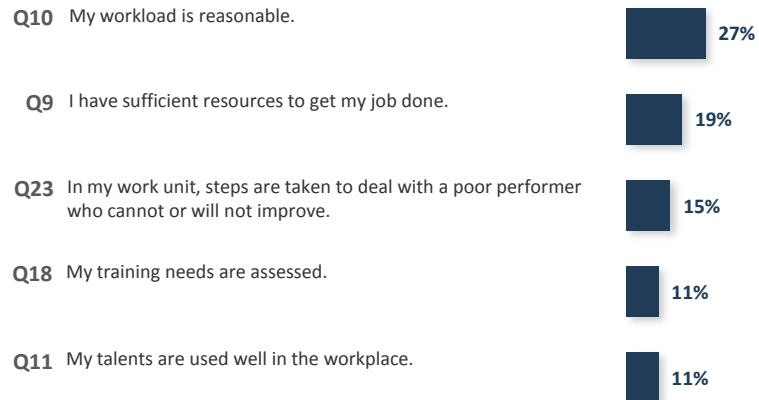 Q10 My workload is reasonable. 27%
Q9 I have sufficient resources to get my job done. 19%
Q23 In my work unit, steps are taken to deal with a poor performer
who cannot or will not improve. 15%
Q18 My training needs are assessed. 11%
Q11 My talents are used well in the workplace. 11%